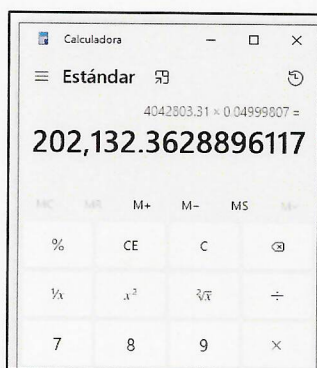 Calculadora
Estándar
4042803.31 × 0.04999807 =
202,132.3628896117
MC MR M+ M− MS M▾
% CE C
¹/x x² ²√x ÷
7 8 9 ×